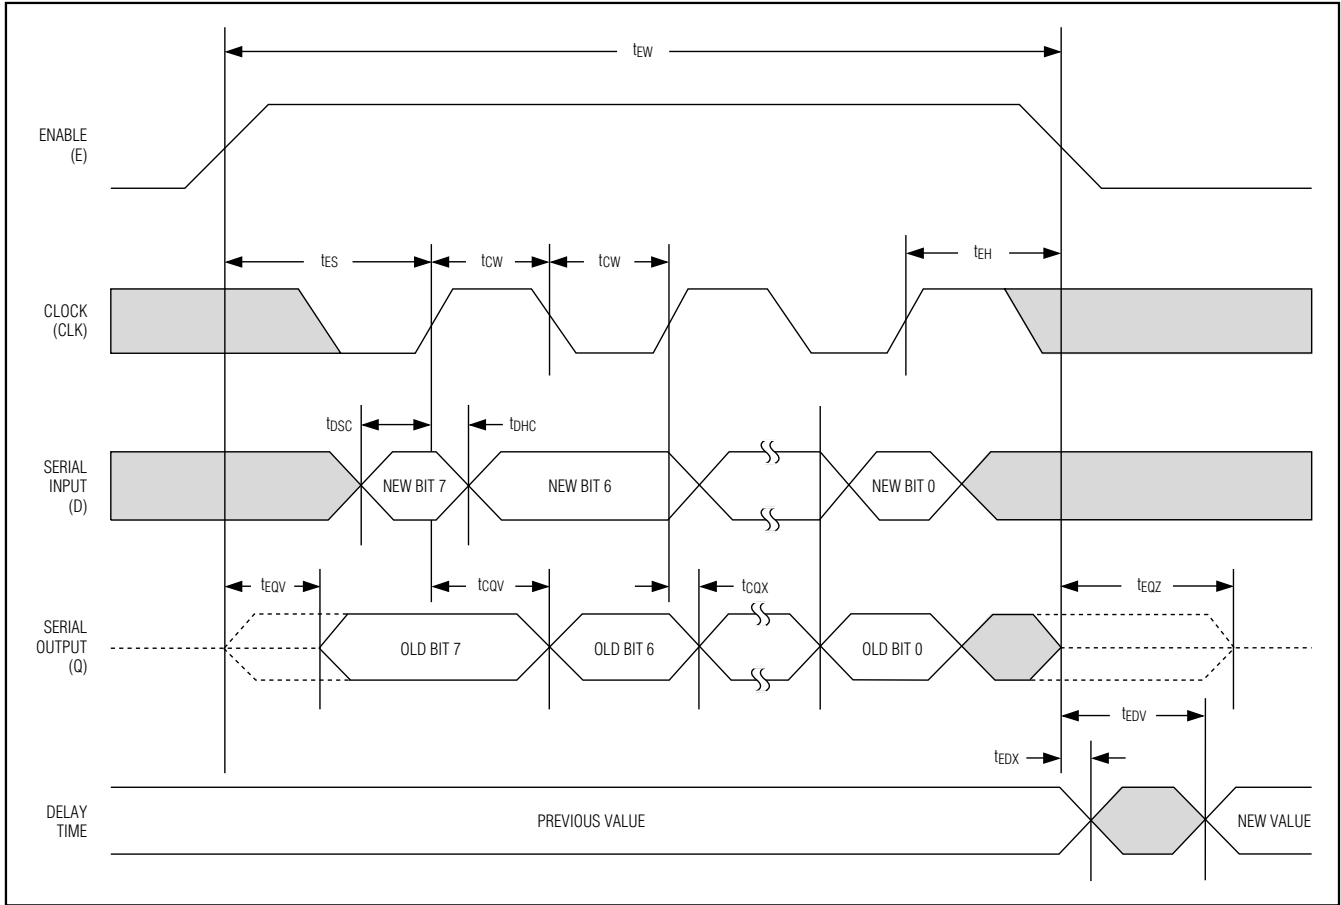 tEW
ENABLE
(E)
tES
tCW
tCW
tEH
CLOCK
(CLK)
tDSC
tDHC
SERIAL
INPUT
(D)
NEW BIT 7
NEW BIT 6
NEW BIT 0
tEQV
tCQV
tCQX
tEQZ
SERIAL
OUTPUT
(Q)
OLD BIT 7
OLD BIT 6
OLD BIT 0
tEDV
tEDX
DELAY
TIME
PREVIOUS VALUE
NEW VALUE